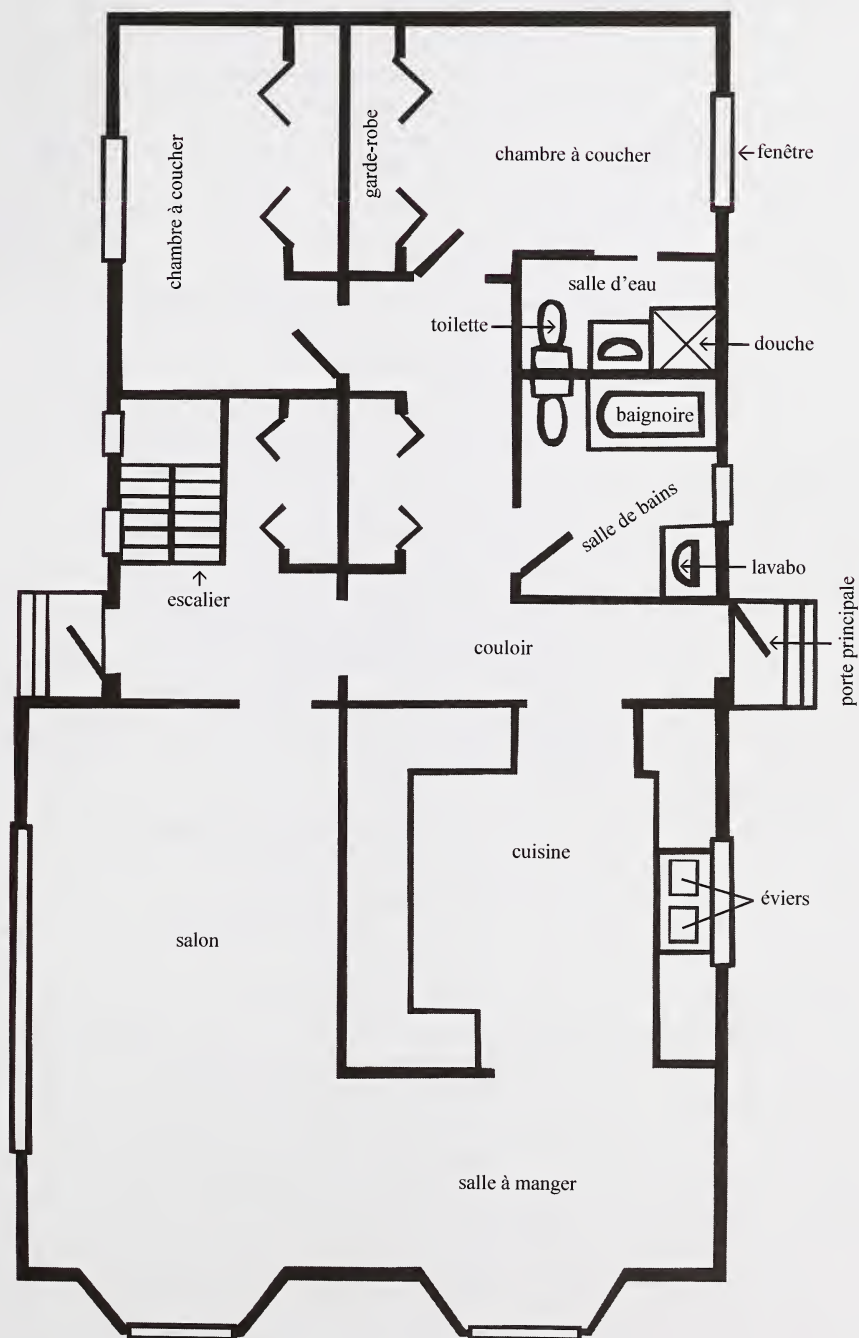 chambre à coucher
garde-robe
chambre à coucher
fenêtre
salle d'eau
toilette
douche
baignoire
salle de bains
lavabo
escalier
couloir
porte principale
cuisine
éviers
salon
salle à manger